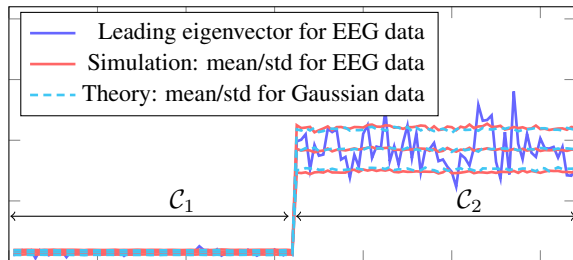 Leading eigenvector for EEG data
Simulation: mean/std for EEG data
Theory: mean/std for Gaussian data
𝒞₁ 𝒞₂